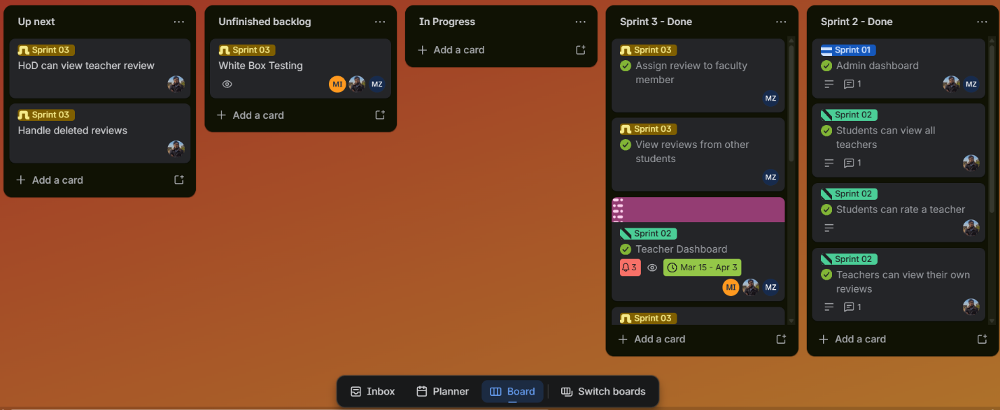 Up next
Sprint 03
HoD can view teacher review
Sprint 03
Handle deleted reviews
Add a card
Unfinished backlog
Sprint 03
White Box Testing
MI
MZ
Add a card
In Progress
Add a card
Sprint 3 - Done
Sprint 03
Assign review to faculty
member
MZ
Sprint 03
View reviews from other
students
MZ
Sprint 02
Teacher Dashboard
3
Mar 15 - Apr 3
MI
MZ
Sprint 03
Add a card
Sprint 2 - Done
Sprint 01
Admin dashboard
1
MZ
Sprint 02
Students can view all
teachers
1
Sprint 02
Students can rate a teacher
Sprint 02
Teachers can view their own
reviews
1
Add a card
Inbox
Planner
Board
Switch boards